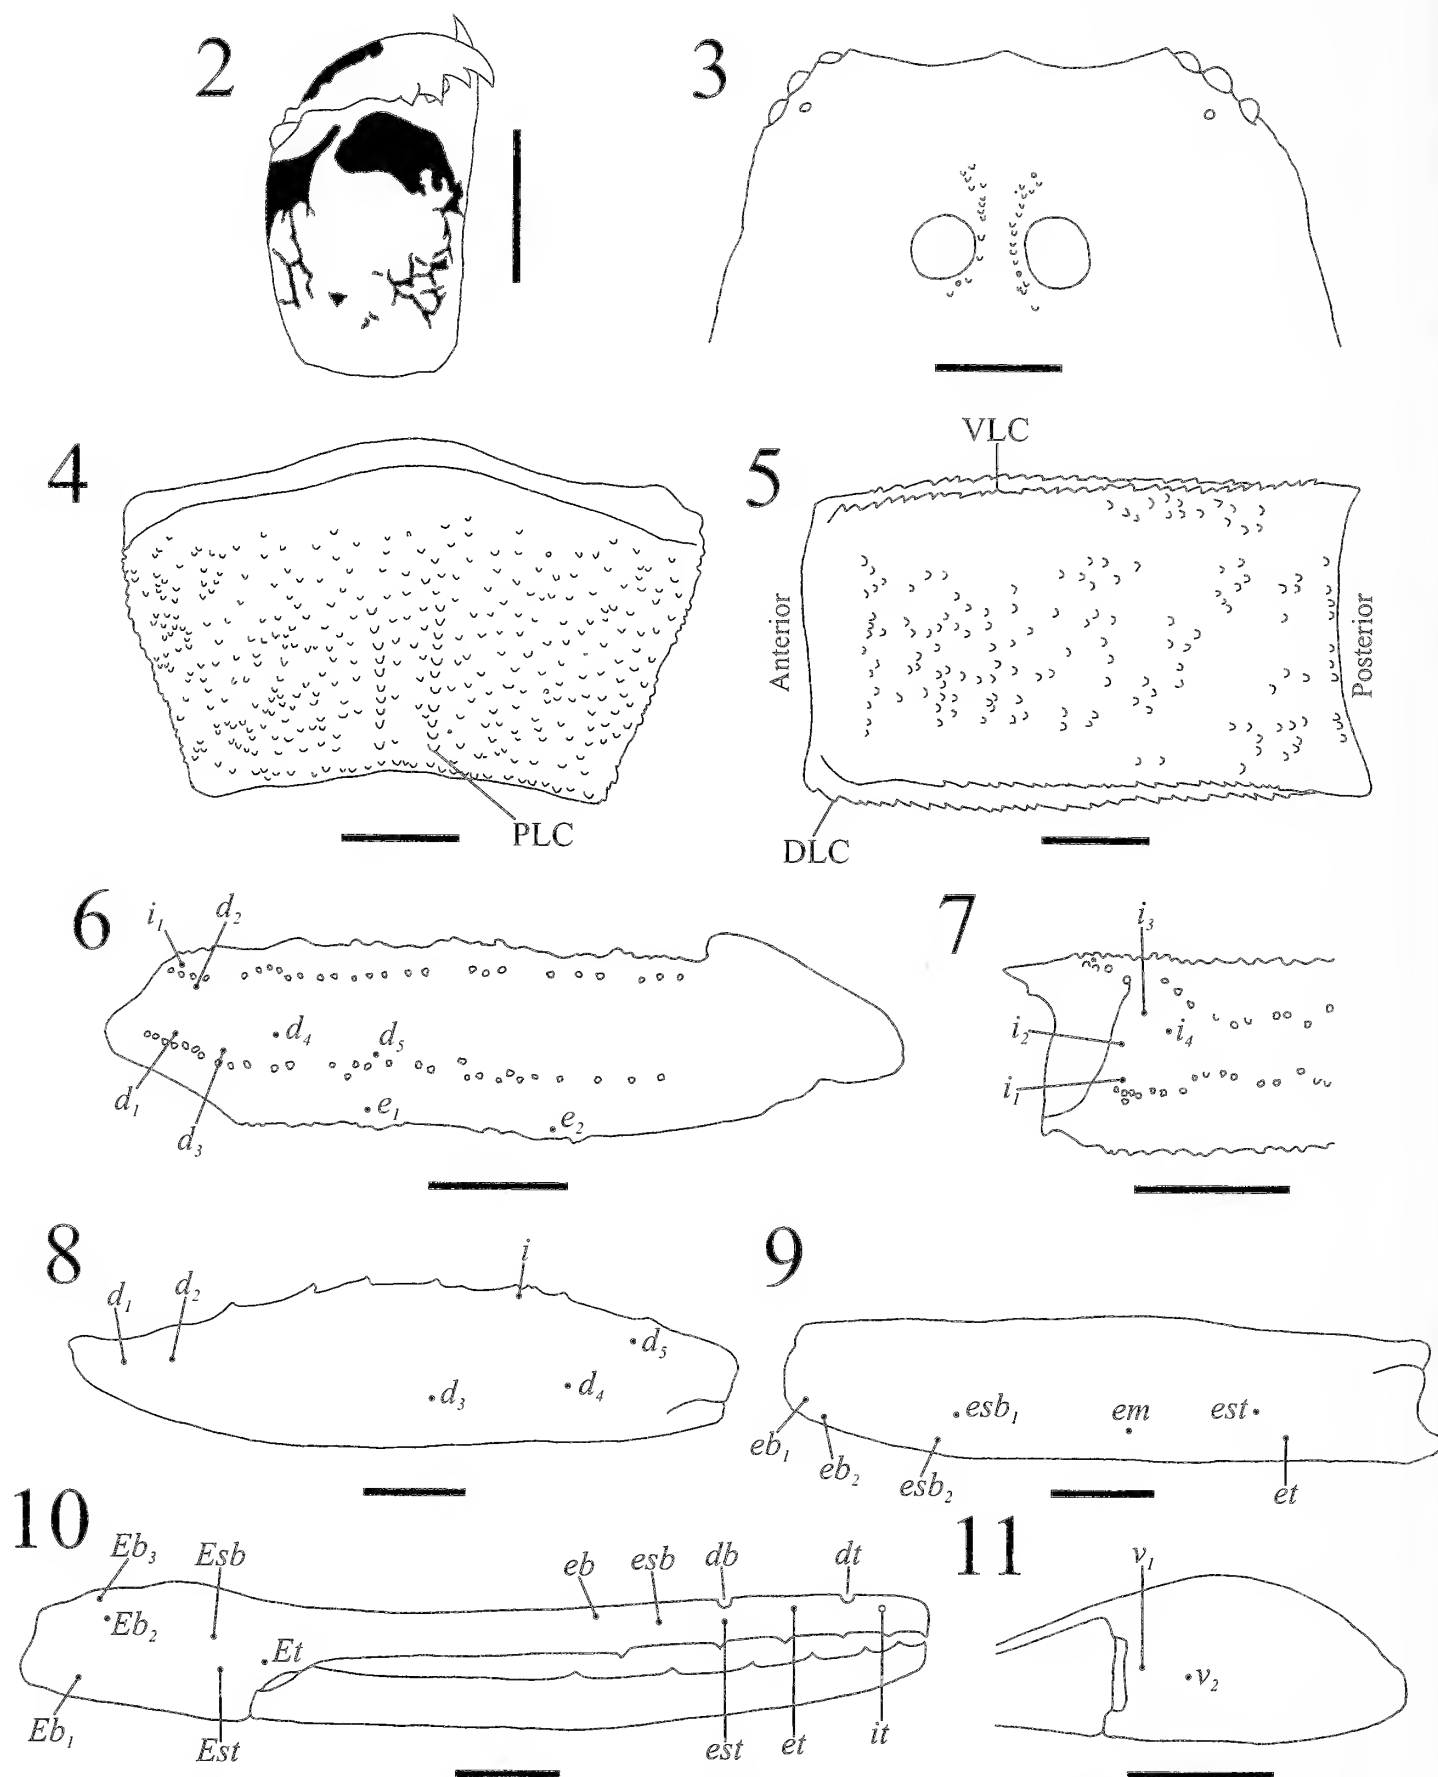 2
3
4
PLC
5
VLC
Anterior
Posterior
DLC
6
i₁
d₂
d₄
d₅
d₁
d₃
e₁
e₂
7
i₃
i₂
i₄
i₁
8
d₁
d₂
i
d₅
d₃
d₄
9
esb₁
em
est
eb₁
eb₂
esb₂
et
10
Eb₃
Esb
eb
esb
db
dt
Eb₂
Et
Eb₁
Est
est
et
it
11
v₁
v₂